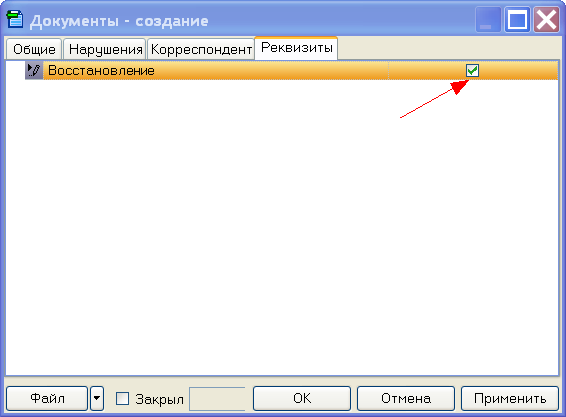 Документы - создание
Общие Нарушения Корреспондент Реквизиты
Восстановление
Файл Закрыл OK Отмена Применить